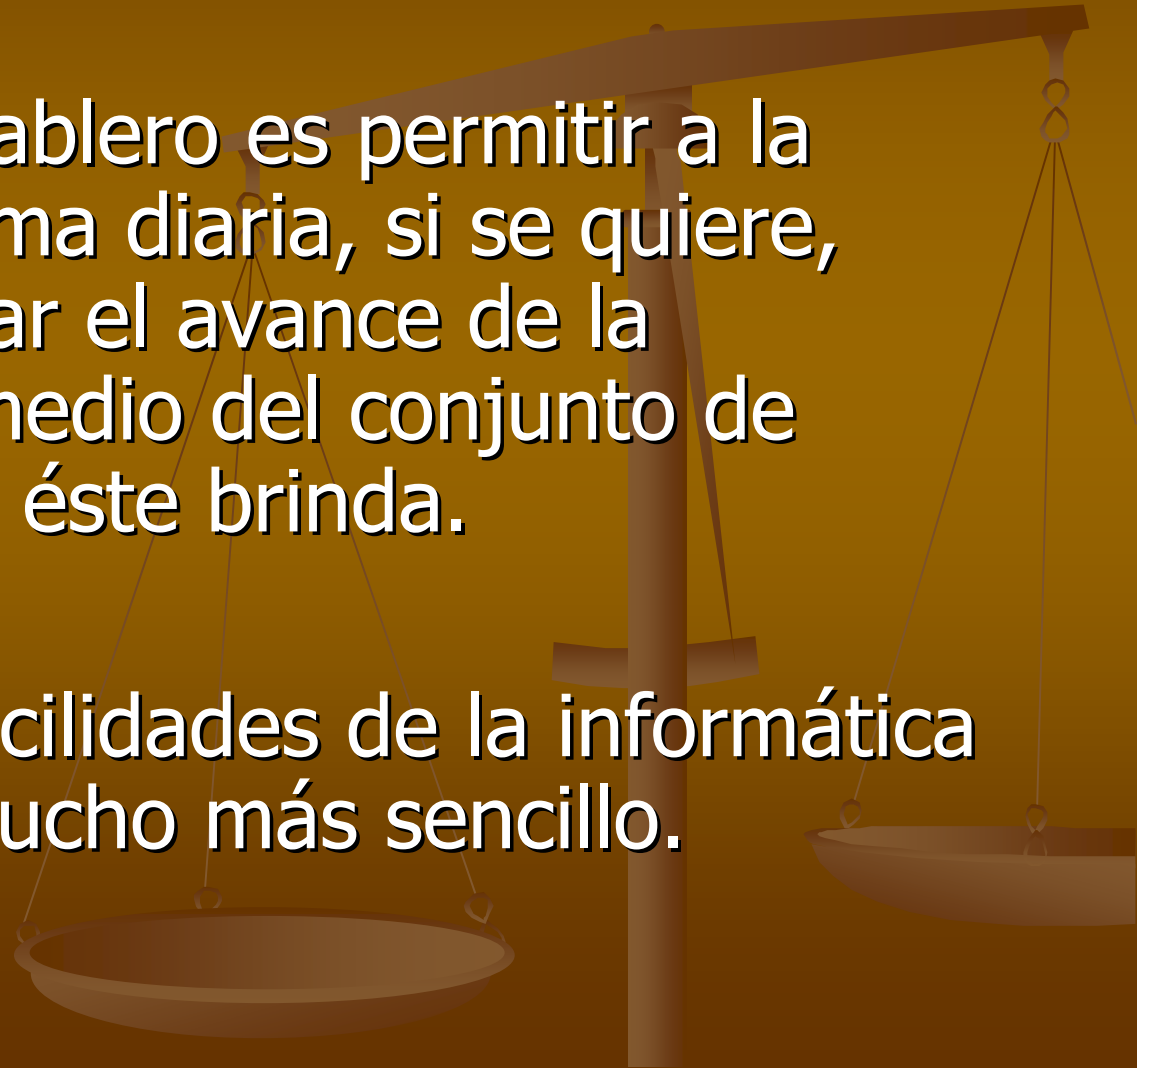 ablero es permitir a la
ma diaria, si se quiere,
ar el avance de la
medio del conjunto de
éste brinda.
cilidades de la informática
ucho más sencillo.